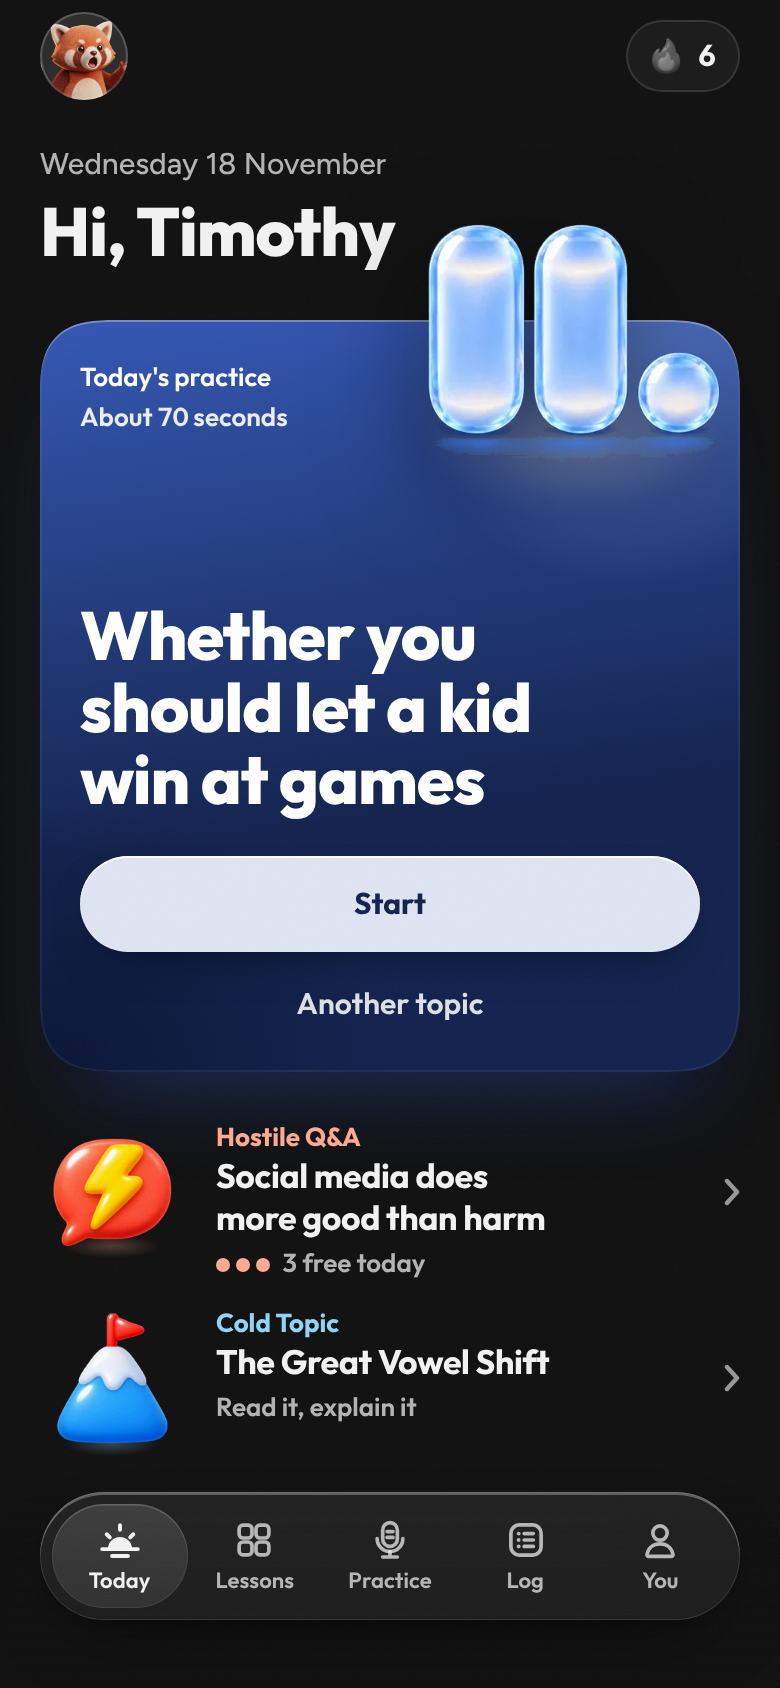 6
Wednesday 18 November
Hi, Timothy
Today's practice
About 70 seconds
Whether you
should let a kid
win at games
Start
Another topic
Hostile Q&A
Social media does
more good than harm
3 free today
Cold Topic
The Great Vowel Shift
Read it, explain it
Today
Lessons
Practice
Log
You